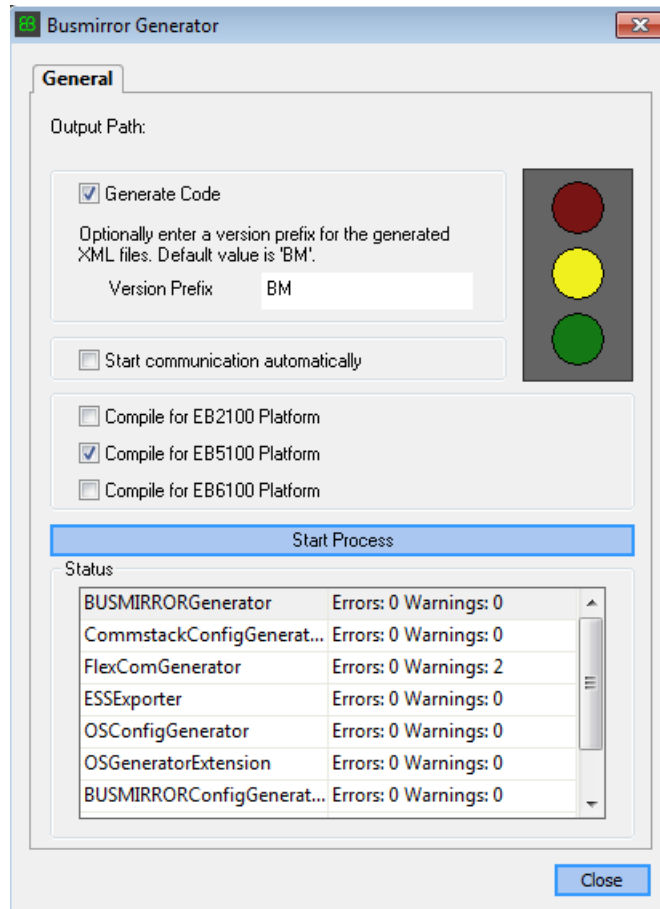 EB Busmirror Generator
General
Output Path:
Generate Code
Optionally enter a version prefix for the generated
XML files. Default value is 'BM'.
Version Prefix BM
Start communication automatically
Compile for EB2100 Platform
Compile for EB5100 Platform
Compile for EB6100 Platform
Start Process
Status
BUSMIRRORGenerator Errors: 0 Warnings: 0
CommstackConfigGenerat... Errors: 0 Warnings: 0
FlexComGenerator Errors: 0 Warnings: 2
ESSExporter Errors: 0 Warnings: 0
OSConfigGenerator Errors: 0 Warnings: 0
OSGeneratorExtension Errors: 0 Warnings: 0
BUSMIRRORConfigGenerat... Errors: 0 Warnings: 0
Close